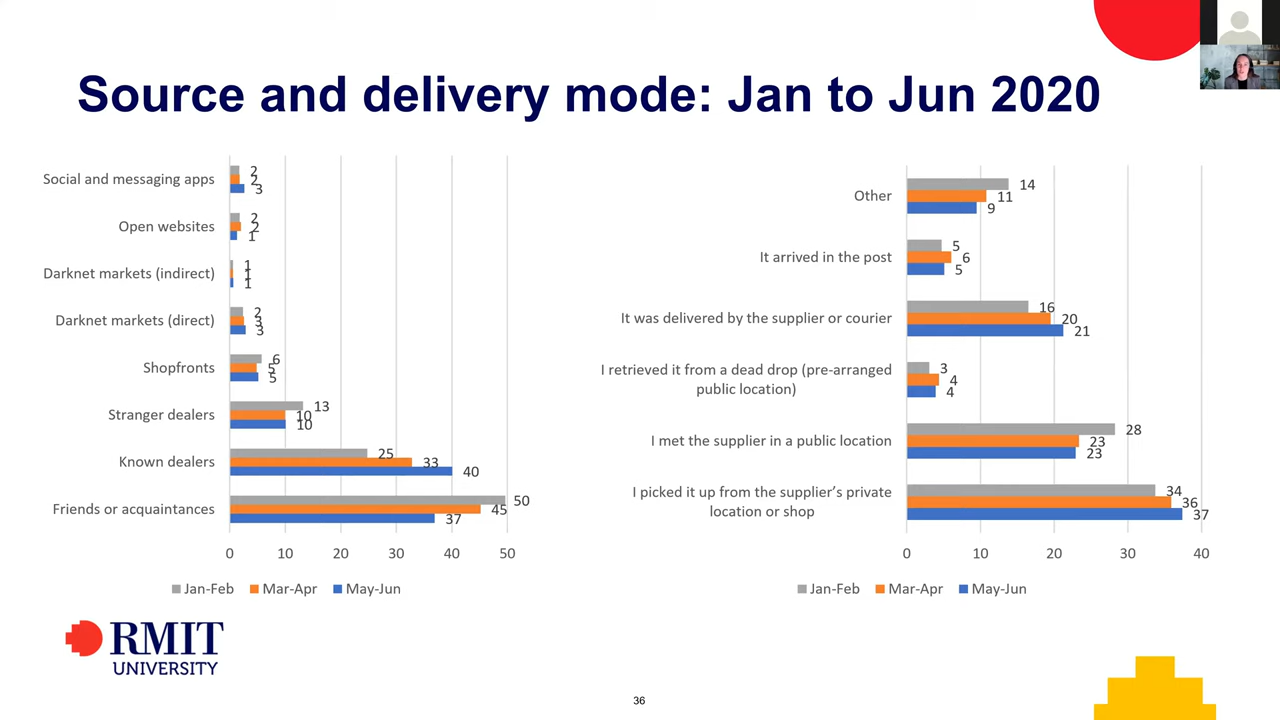 Source and delivery mode: Jan to Jun 2020
Social and messaging apps
2
2
3
Open websites
2
2
1
Darknet markets (indirect)
1
1
1
Darknet markets (direct)
2
3
3
Shopfronts
6
5
5
Stranger dealers
13
10
10
Known dealers
25
33
40
Friends or acquaintances
50
45
37
0 10 20 30 40 50
Jan-Feb Mar-Apr May-Jun
Other
14
11
9
It arrived in the post
5
6
5
It was delivered by the supplier or courier
16
20
21
I retrieved it from a dead drop (pre-arranged
public location)
3
4
4
I met the supplier in a public location
28
23
23
I picked it up from the supplier’s private
location or shop
34
36
37
0 10 20 30 40
Jan-Feb Mar-Apr May-Jun
RMIT
UNIVERSITY
36